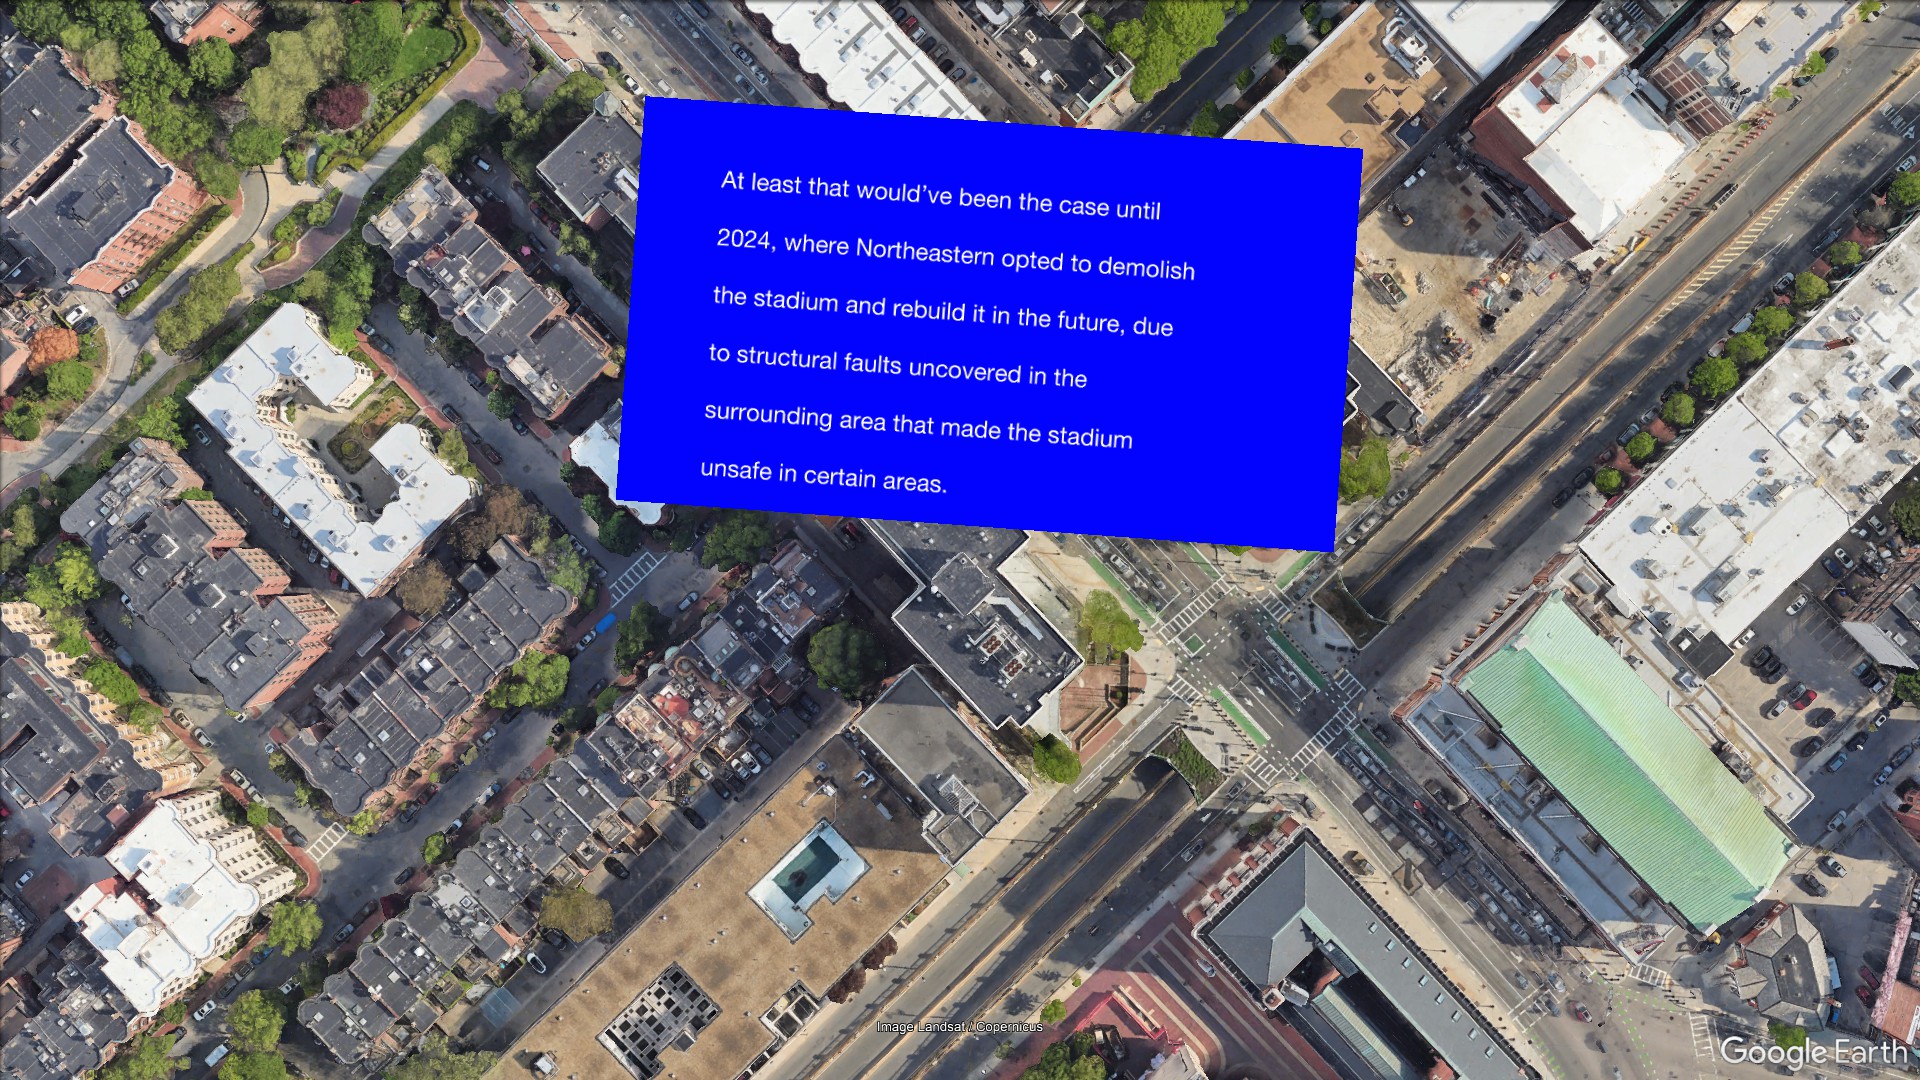 At least that would’ve been the case until
2024, where Northeastern opted to demolish
the stadium and rebuild it in the future, due
to structural faults uncovered in the
surrounding area that made the stadium
unsafe in certain areas.
Image Landsat / Copernicus
Google Earth